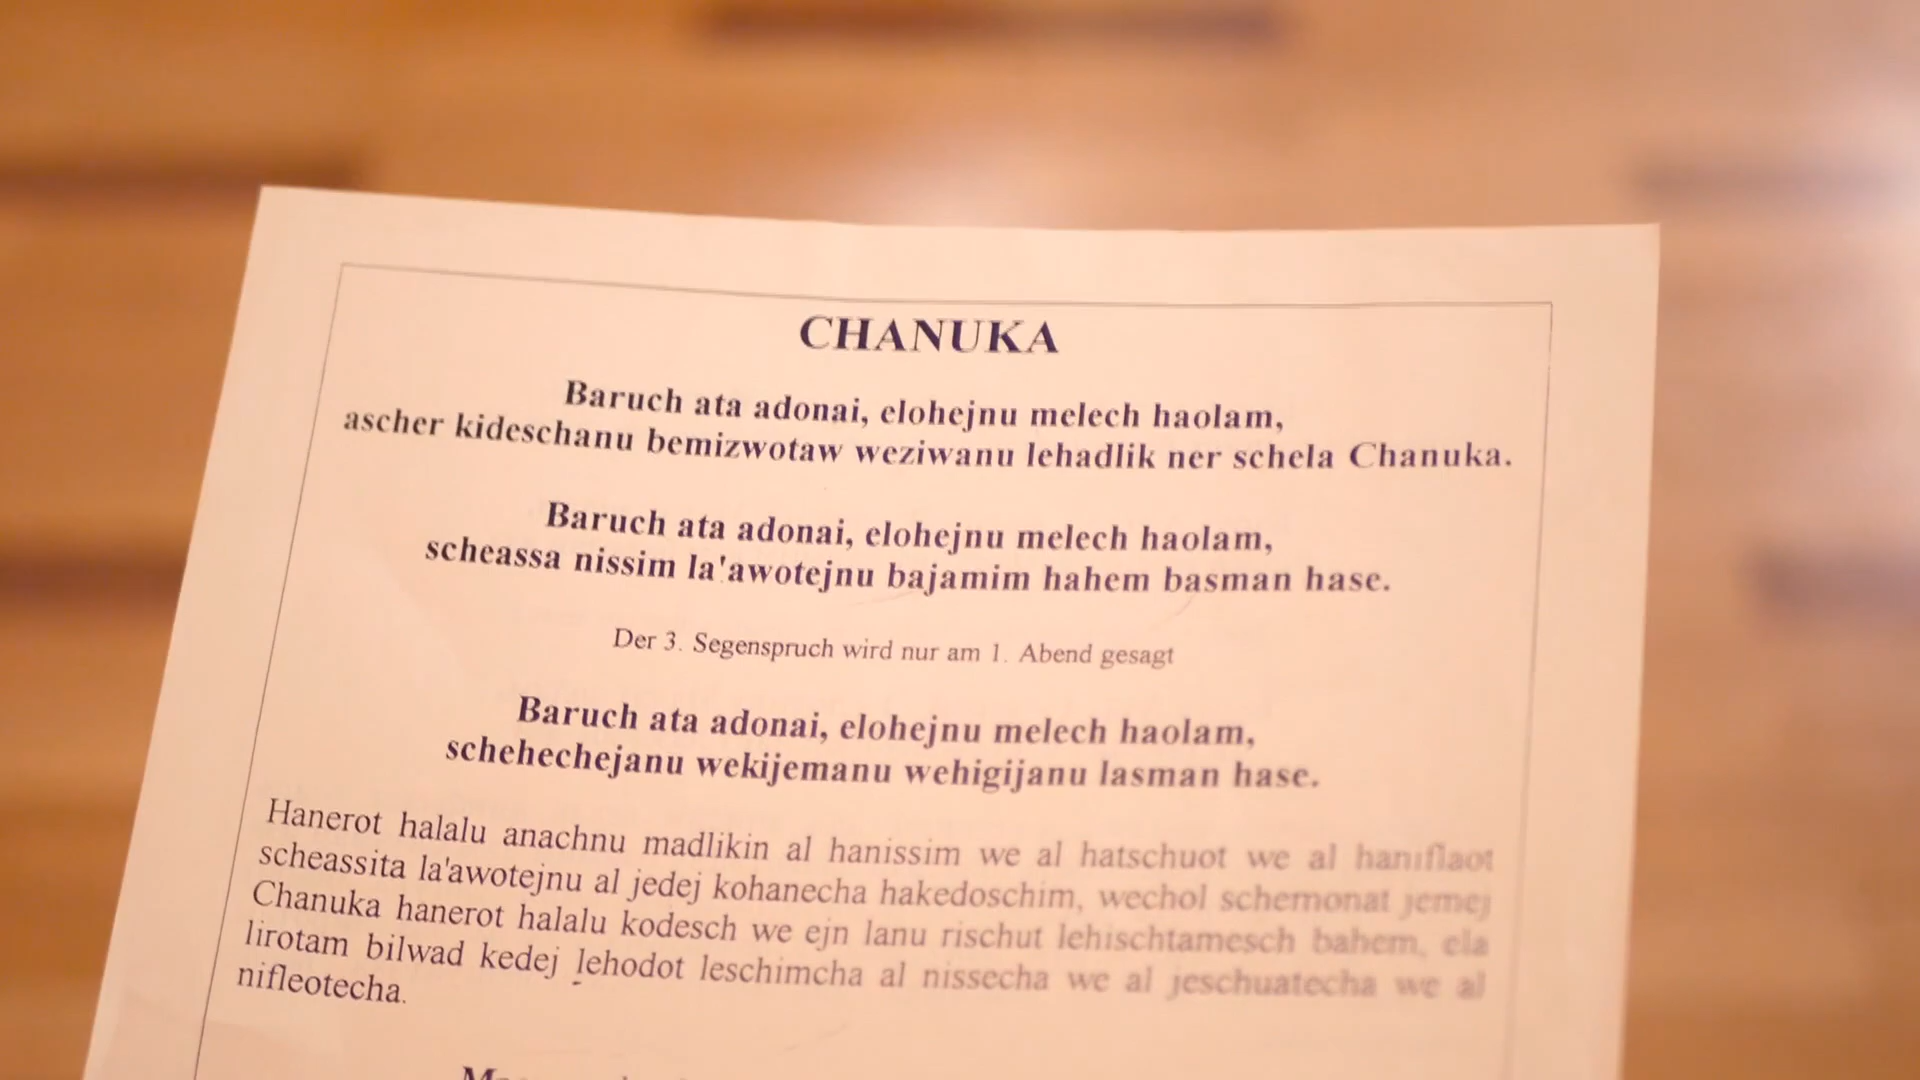 CHANUKA
Baruch ata adonai, elohejnu melech haolam,
ascher kideschanu bemizwotaw weziwanu lehadlik ner schela Chanuka.
Baruch ata adonai, elohejnu melech haolam,
scheassa nissim la'awotejnu bajamim hahem basman hase.
Der 3. Segenspruch wird nur am 1. Abend gesagt
Baruch ata adonai, elohejnu melech haolam,
schehechejanu wekijemanu wehigijanu lasman hase.
Hanerot halalu anachnu madlikin al hanissim we al hatschuot we al haniflaot
scheassita la'awotejnu al jedej kohanecha hakedoschim, wechol schemonat jemej
Chanuka hanerot halalu kodesch we ejn lanu rischut lehischtamesch bahem, ela
lirotam bilwad kedej lehodot leschimcha al nissecha we al jeschuatecha we al
nifleotecha.